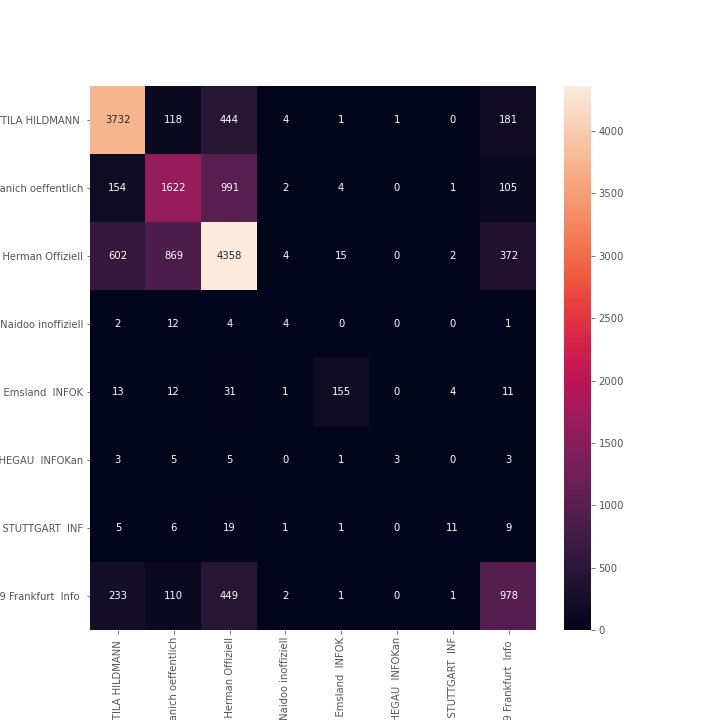 TILA HILDMANN 3732 118 444 4 1 1 0 181
anich oeffentlich 154 1622 991 2 4 0 1 105
Herman Offiziell 602 869 4358 4 15 0 2 372
Naidoo inoffiziell 2 12 4 4 0 0 0 1
Emsland INFOK 13 12 31 1 155 0 4 11
HEGAU INFOKan 3 5 5 0 1 3 0 3
STUTTGART INF 5 6 19 1 1 0 11 9
9 Frankfurt Info 233 110 449 2 1 0 1 978
TILA HILDMANN
anich oeffentlich
Herman Offiziell
Naidoo inoffiziell
Emsland INFOK
HEGAU INFOKan
STUTTGART INF
9 Frankfurt Info
4000
3500
3000
2500
2000
1500
1000
500
0